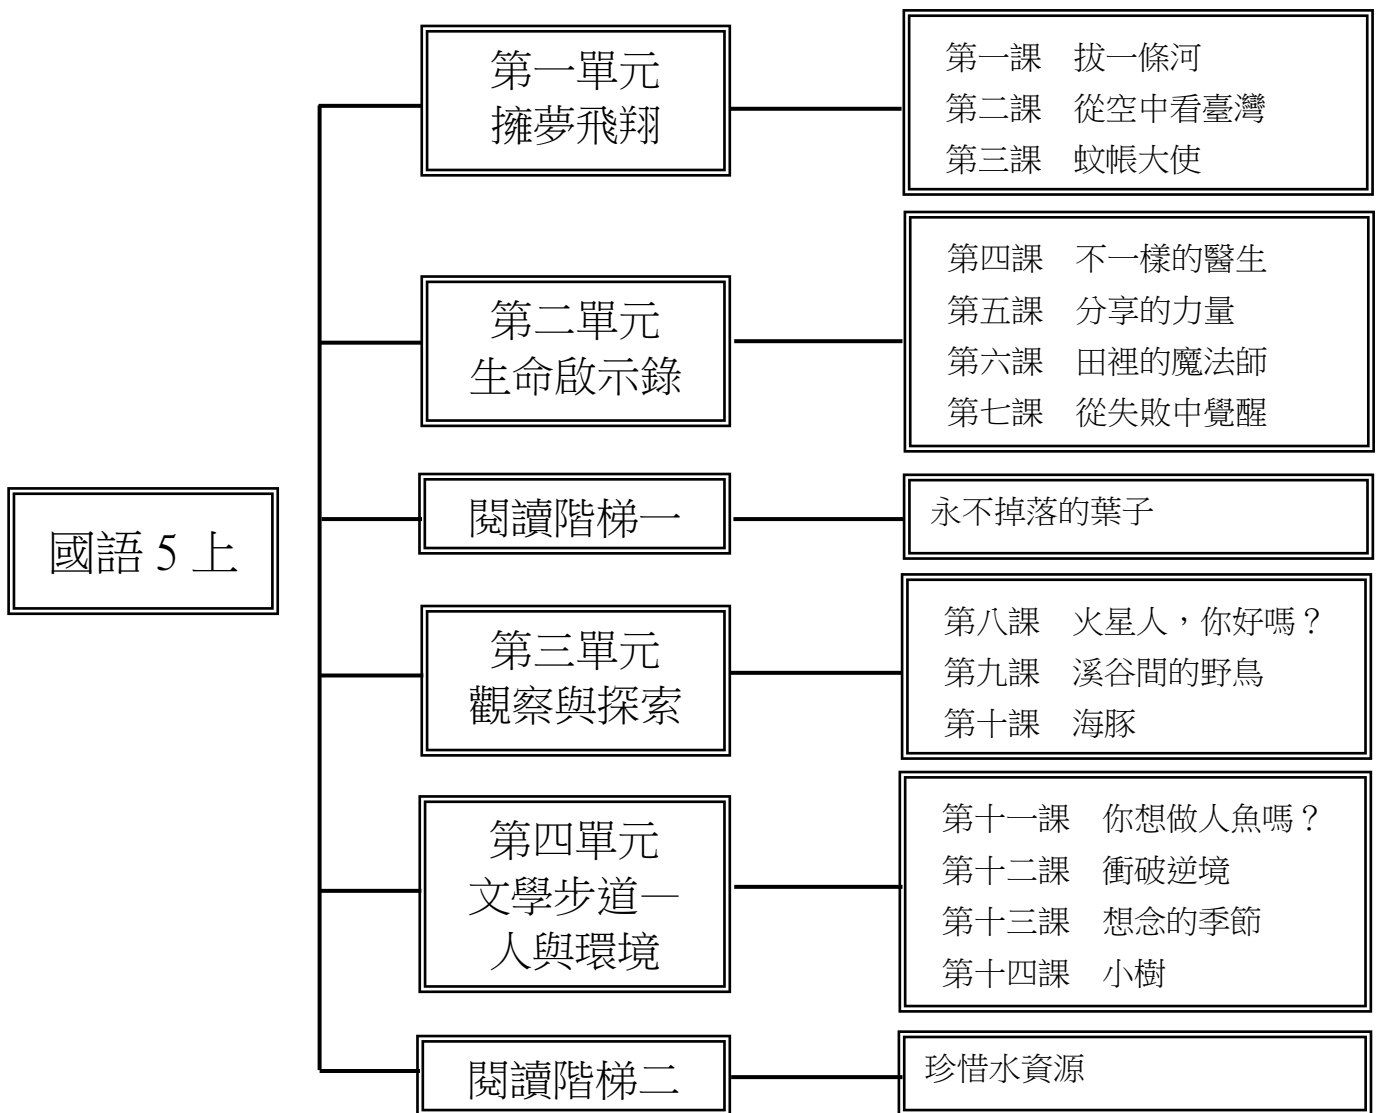 國語 5 上
第一單元
擁夢飛翔
第一課　拔一條河
第二課　從空中看臺灣
第三課　蚊帳大使
第二單元
生命啟示錄
第四課　不一樣的醫生
第五課　分享的力量
第六課　田裡的魔法師
第七課　從失敗中覺醒
閱讀階梯一
永不掉落的葉子
第三單元
觀察與探索
第八課　火星人，你好嗎？
第九課　溪谷間的野鳥
第十課　海豚
第四單元
文學步道—
人與環境
第十一課　你想做人魚嗎？
第十二課　衝破逆境
第十三課　想念的季節
第十四課　小樹
閱讀階梯二
珍惜水資源